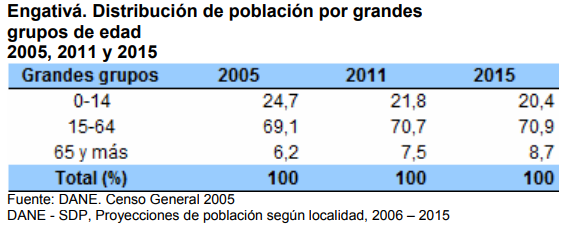 Engativá. Distribución de población por grandes
grupos de edad
2005, 2011 y 2015
Grandes grupos 2005 2011 2015
0-14 24,7 21,8 20,4
15-64 69,1 70,7 70,9
65 y más 6,2 7,5 8,7
Total (%) 100 100 100
Fuente: DANE. Censo General 2005
DANE - SDP, Proyecciones de población según localidad, 2006 – 2015